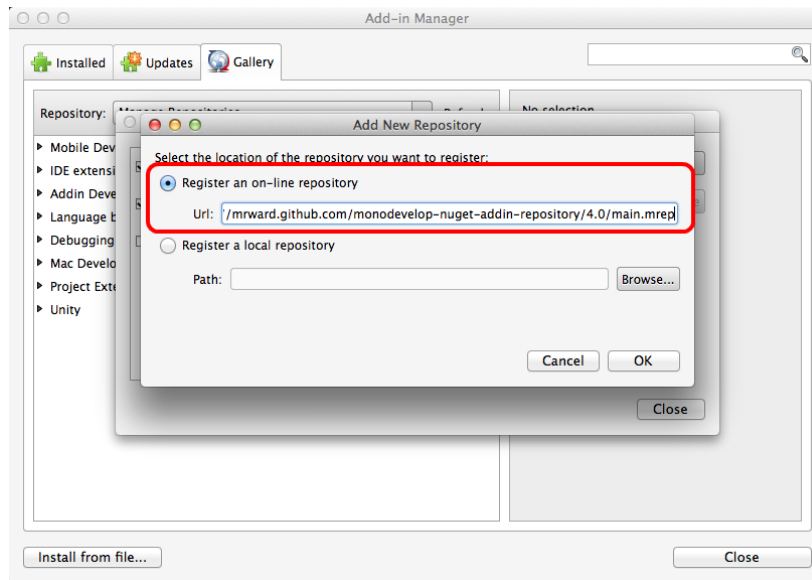 Add-in Manager
Installed
Updates
Gallery
Repository:
No selection
Add New Repository
Select the location of the repository you want to register:
Register an on-line repository
Url: '/mrward.github.com/monodevelop-nuget-addin-repository/4.0/main.mrep
Register a local repository
Path:
Browse...
Cancel
OK
Mobile Dev
IDE extensi
Addin Deve
Language b
Debugging
Mac Develo
Project Exte
Unity
Close
Install from file...
Close